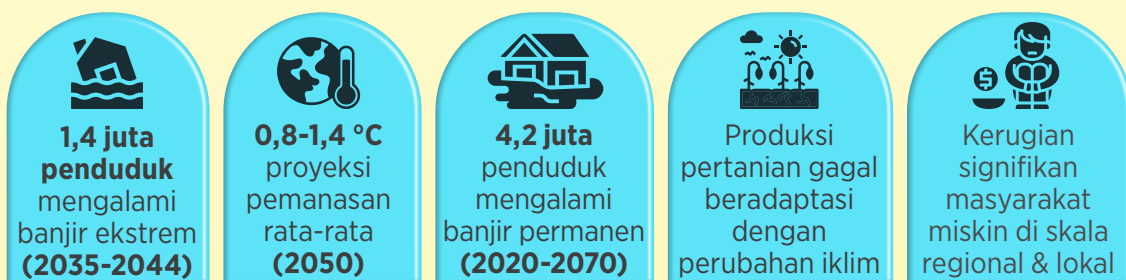 1,4 juta
penduduk
mengalami
banjir ekstrem
(2035-2044)
0,8-1,4 °C
proyeksi
pemanasan
rata-rata
(2050)
4,2 juta
penduduk
mengalami
banjir permanen
(2020-2070)
Produksi
pertanian gagal
beradaptasi
dengan
perubahan iklim
$
Kerugian
signifikan
masyarakat
miskin di skala
regional & lokal